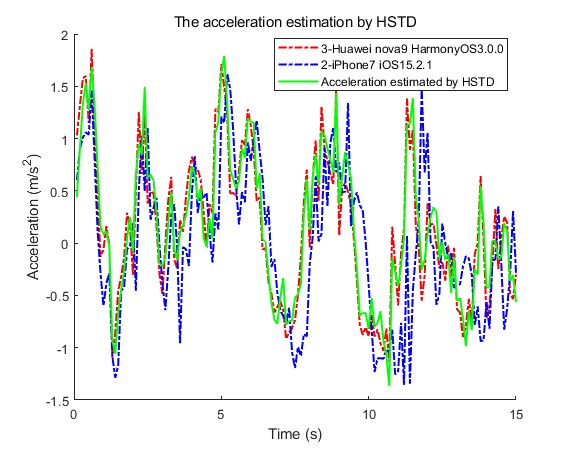 The acceleration estimation by HSTD
3-Huawei nova9 HarmonyOS3.0.0
2-iPhone7 iOS15.2.1
Acceleration estimated by HSTD
Acceleration (m/s²)
2
1.5
1
0.5
0
-0.5
-1
-1.5
0
5
10
15
Time (s)